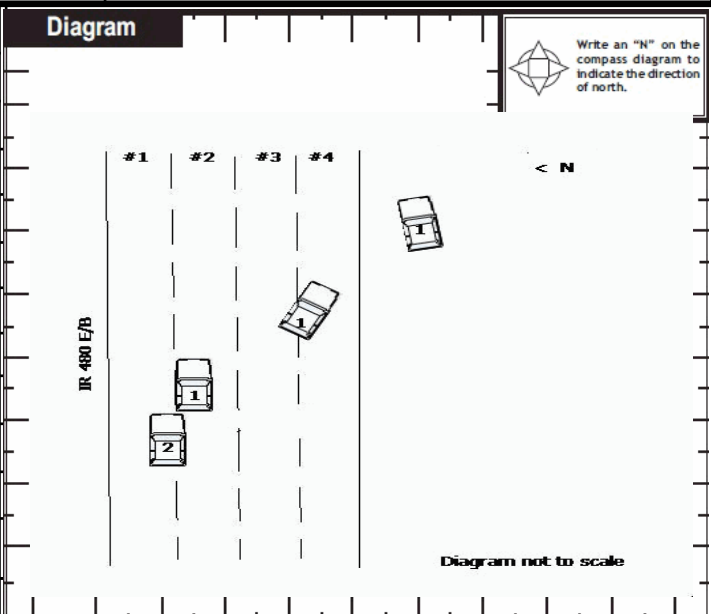 Diagram
Write an “N” on the
compass diagram to
indicate the direction
of north.
#1 #2 #3 #4
< N
1
1
IR 480 E/B
1
2
Diagram not to scale